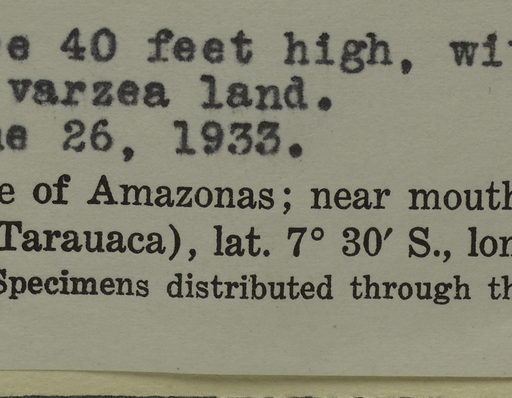 e 40 feet high, wi
varzea land.
e 26, 1933.
e of Amazonas; near mouth
Tarauaca), lat. 7° 30′ S., lon
Specimens distributed through th